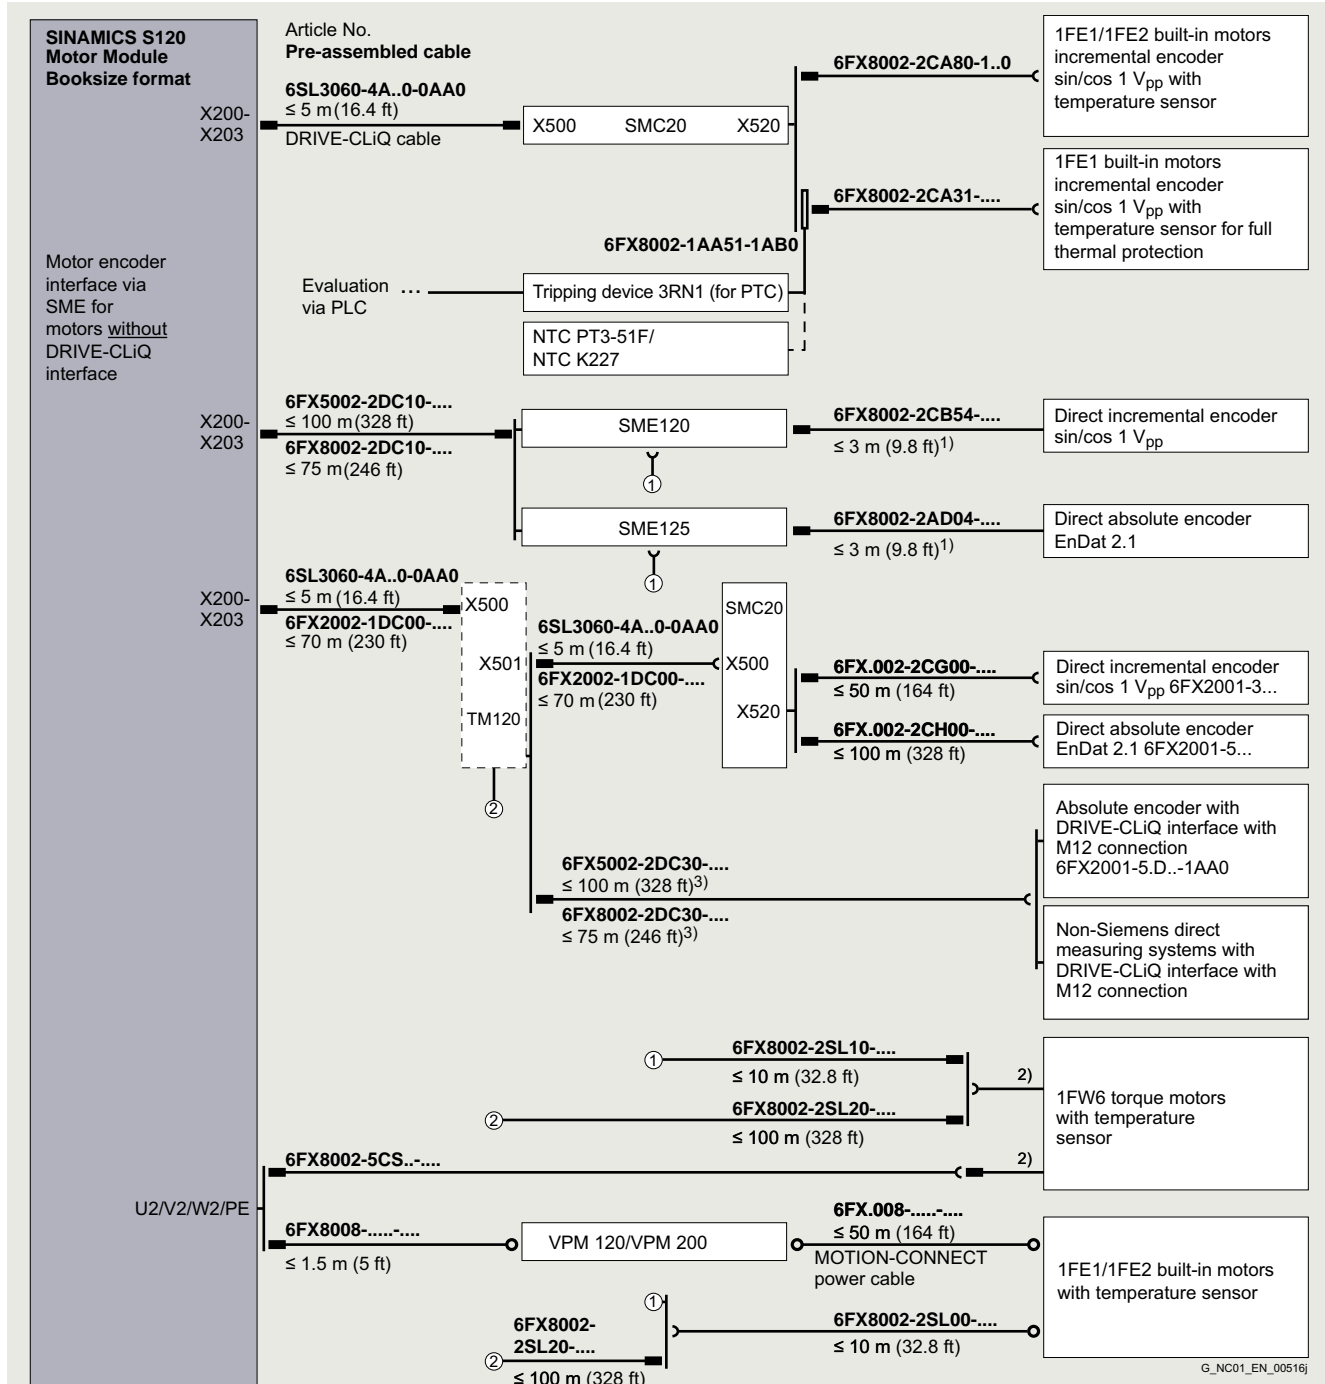 SINAMICS S120
Motor Module
Booksize format
Article No.
Pre-assembled cable
6SL3060-4A..0-0AA0
≤ 5 m (16.4 ft)
DRIVE-CLiQ cable
X200-
X203
X500 SMC20 X520
6FX8002-2CA80-1..0
1FE1/1FE2 built-in motors
incremental encoder
sin/cos 1 Vpp with
temperature sensor
6FX8002-2CA31-....
1FE1 built-in motors
incremental encoder
sin/cos 1 Vpp with
temperature sensor for full
thermal protection
6FX8002-1AA51-1AB0
Motor encoder
interface via
SME for
motors without
DRIVE-CLiQ
interface
Evaluation ...
via PLC
Tripping device 3RN1 (for PTC)
NTC PT3-51F/
NTC K227
X200-
X203
6FX5002-2DC10-....
≤ 100 m (328 ft)
6FX8002-2DC10-....
≤ 75 m (246 ft)
SME120
1
6FX8002-2CB54-....
≤ 3 m (9.8 ft)1)
Direct incremental encoder
sin/cos 1 Vpp
SME125
1
6FX8002-2AD04-....
≤ 3 m (9.8 ft)1)
Direct absolute encoder
EnDat 2.1
X200-
X203
6SL3060-4A..0-0AA0
≤ 5 m (16.4 ft)
6FX2002-1DC00-....
≤ 70 m (230 ft)
X500
X501
TM120
2
6SL3060-4A..0-0AA0
≤ 5 m (16.4 ft)
6FX2002-1DC00-....
≤ 70 m (230 ft)
SMC20
X500
X520
6FX.002-2CG00-....
≤ 50 m (164 ft)
Direct incremental encoder
sin/cos 1 Vpp 6FX2001-3...
6FX.002-2CH00-....
≤ 100 m (328 ft)
Direct absolute encoder
EnDat 2.1 6FX2001-5...
6FX5002-2DC30-....
≤ 100 m (328 ft)3)
6FX8002-2DC30-....
≤ 75 m (246 ft)3)
Absolute encoder with
DRIVE-CLiQ interface with
M12 connection
6FX2001-5.D..-1AA0
Non-Siemens direct
measuring systems with
DRIVE-CLiQ interface with
M12 connection
1
6FX8002-2SL10-....
≤ 10 m (32.8 ft)
2
6FX8002-2SL20-....
≤ 100 m (328 ft)
2)
1FW6 torque motors
with temperature
sensor
6FX8002-5CS..-....
2)
U2/V2/W2/PE
6FX8008-.....-....
≤ 1.5 m (5 ft)
VPM 120/VPM 200
6FX.008-.....-....
≤ 50 m (164 ft)
MOTION-CONNECT
power cable
1FE1/1FE2 built-in motors
with temperature sensor
1
6FX8002-
2SL20-....
2
≤ 100 m (328 ft)
6FX8002-2SL00-....
≤ 10 m (32.8 ft)
G_NC01_EN_00516j